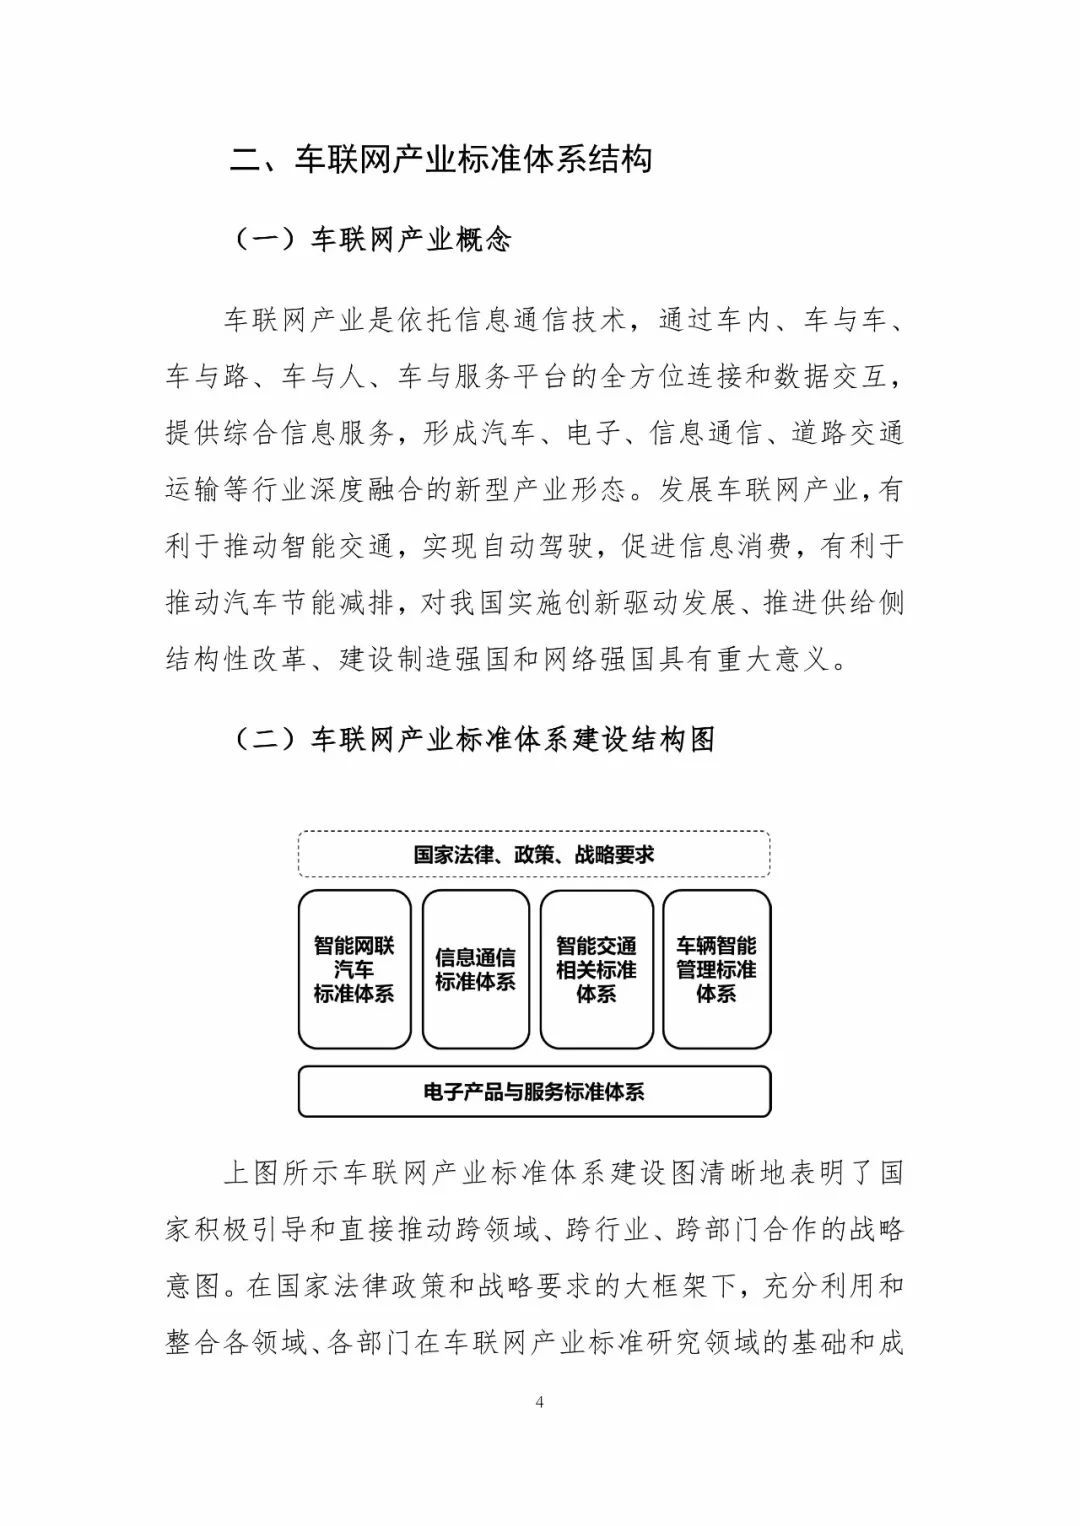 二、车联网产业标准体系结构
（一）车联网产业概念
车联网产业是依托信息通信技术，通过车内、车与车、
车与路、车与人、车与服务平台的全方位连接和数据交互，
提供综合信息服务，形成汽车、电子、信息通信、道路交通
运输等行业深度融合的新型产业形态。发展车联网产业，有
利于推动智能交通，实现自动驾驶，促进信息消费，有利于
推动汽车节能减排，对我国实施创新驱动发展、推进供给侧
结构性改革、建设制造强国和网络强国具有重大意义。
（二）车联网产业标准体系建设结构图
国家法律、政策、战略要求
智能网联
汽车
标准体系
信息通信
标准体系
智能交通
相关标准
体系
车辆智能
管理标准
体系
电子产品与服务标准体系
上图所示车联网产业标准体系建设图清晰地表明了国
家积极引导和直接推动跨领域、跨行业、跨部门合作的战略
意图。在国家法律政策和战略要求的大框架下，充分利用和
整合各领域、各部门在车联网产业标准研究领域的基础和成
4